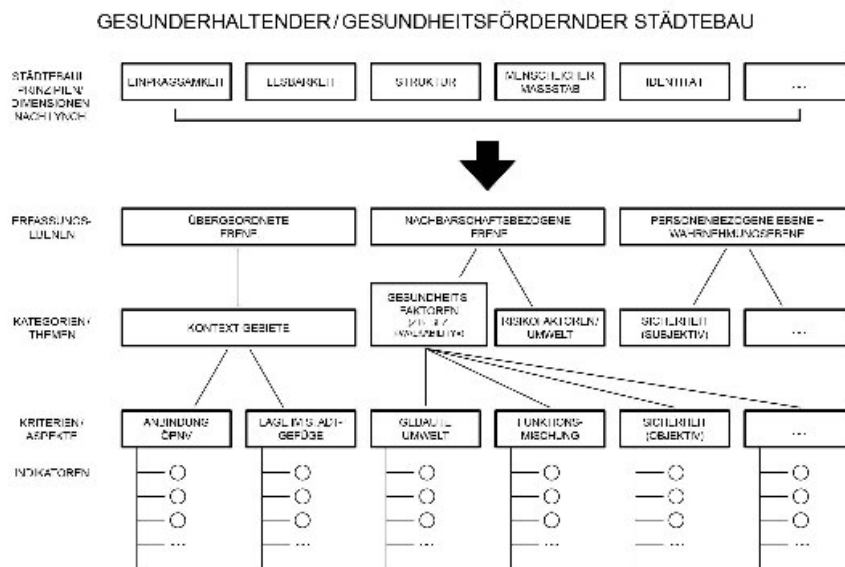 GESUNDERHALTENDER/GESUNDHEITSFÖRDERNDER STÄDTEBAU
STÄDTEBAUL.
PRINZIPIEN/
DIMENSIONEN
NACH LYNCH
EINPRÄGSAMKEIT
LESBARKEIT
STRUKTUR
MENSCHLICHER
MASSSTAB
IDENTITÄT
...
ERFASSUNGS-
EBENEN
ÜBERGEORDNETE
EBENE
NACHBARSCHAFTSBEZOGENE
EBENE
PERSONENBEZOGENE EBENE –
WAHRNEHMUNGSEBENE
KATEGORIEN/
THEMEN
KONTEXT GEBIETE
GESUNDHEITS
FAKTOREN
»WALKABILITY«)
RISIKOFAKTOREN/
UMWELT
SICHERHEIT
(SUBJEKTIV)
...
KRITERIEN/
ASPEKTE
ANBINDUNG
ÖPNV
LAGE IM STADT-
GEFÜGE
GEBAUTE
UMWELT
FUNKTIONS-
MISCHUNG
SICHERHEIT
(OBJEKTIV)
...
INDIKATOREN
... ... ... ... ... ...